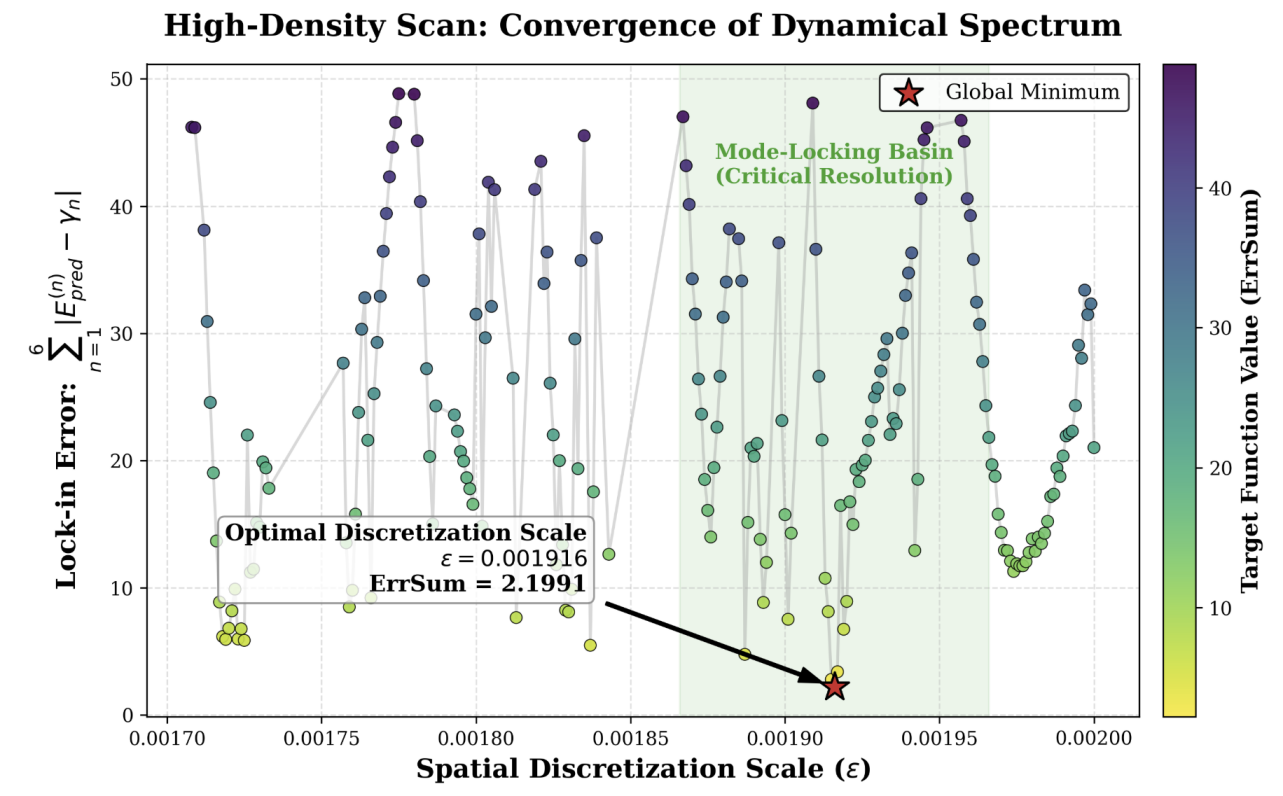 High-Density Scan: Convergence of Dynamical Spectrum
Lock-in Error: $\sum_{n=1}^{6} |E_{pred}^{(n)} - \gamma_n|$
50
40
30
20
10
0
Global Minimum
Mode-Locking Basin
(Critical Resolution)
Optimal Discretization Scale
ε = 0.001916
ErrSum = 2.1991
0.00170 0.00175 0.00180 0.00185 0.00190 0.00195 0.00200
Spatial Discretization Scale (ε)
40
30
20
10
Target Function Value (ErrSum)